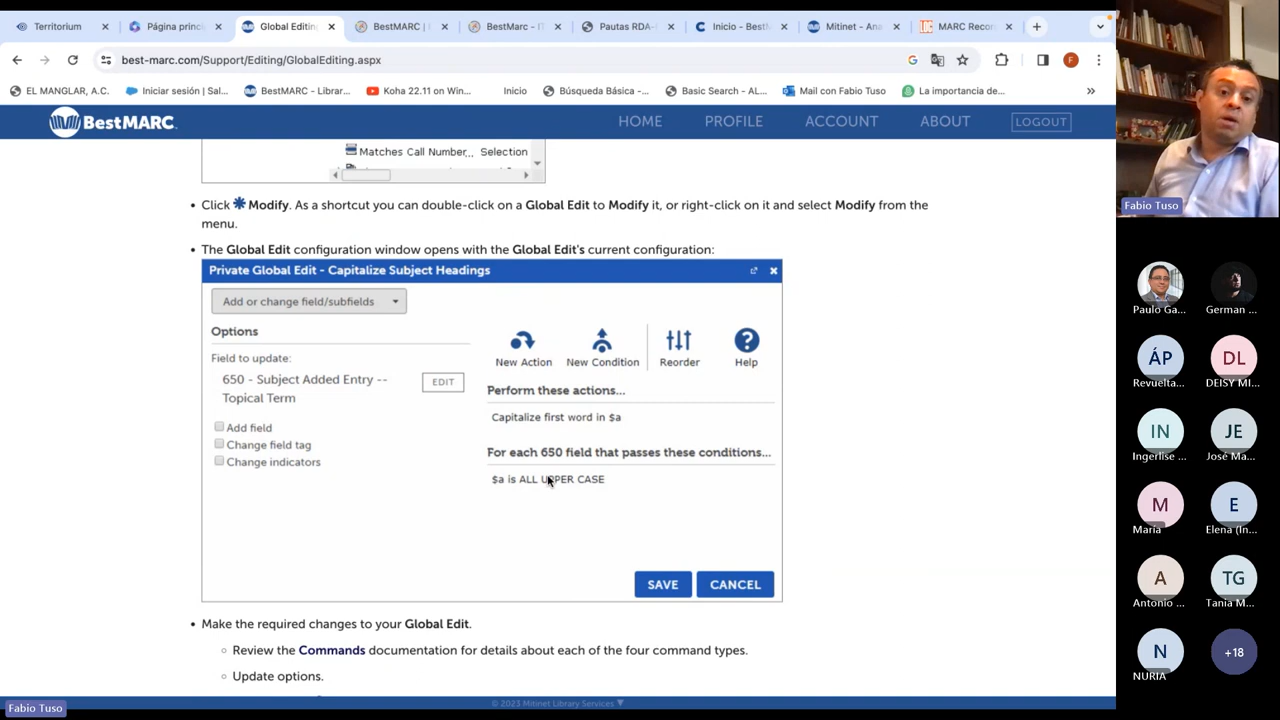 Territorium
Página princ
Global Editing
BestMARC |
BestMarc - IT
Pautas RDA-
Inicio - Best
Mitinet - Ana
MARC Recor
best-marc.com/Support/Editing/GlobalEditing.aspx
F
EL MANGLAR, A.C.
Iniciar sesión | Sal...
BestMARC - Librar...
Koha 22.11 on Win...
Inicio
Búsqueda Básica -...
Basic Search - AL...
Mail con Fabio Tuso
La importancia de...
»
BestMARC
HOME
PROFILE
ACCOUNT
ABOUT
LOGOUT
Matches Call Number... Selection
• Click Modify. As a shortcut you can double-click on a Global Edit to Modify it, or right-click on it and select Modify from the
menu.
• The Global Edit configuration window opens with the Global Edit's current configuration:
Private Global Edit - Capitalize Subject Headings
Add or change field/subfields
Options
Field to update:
650 - Subject Added Entry --
Topical Term
EDIT
Add field
Change field tag
Change indicators
New Action
New Condition
Reorder
Help
Perform these actions...
Capitalize first word in $a
For each 650 field that passes these conditions...
$a is ALL UPPER CASE
SAVE
CANCEL
• Make the required changes to your Global Edit.
Review the Commands documentation for details about each of the four command types.
Update options.
© 2023 Mitinet Library Services
Fabio Tuso
Fabio Tuso
Paulo Ga...
German ...
ÁP
Revuelta...
DL
DEISY MI...
IN
Ingerlise ...
JE
José Ma...
M
Maria
E
Elena (In...
A
Antonio ...
TG
Tania M...
N
NURIA
+18